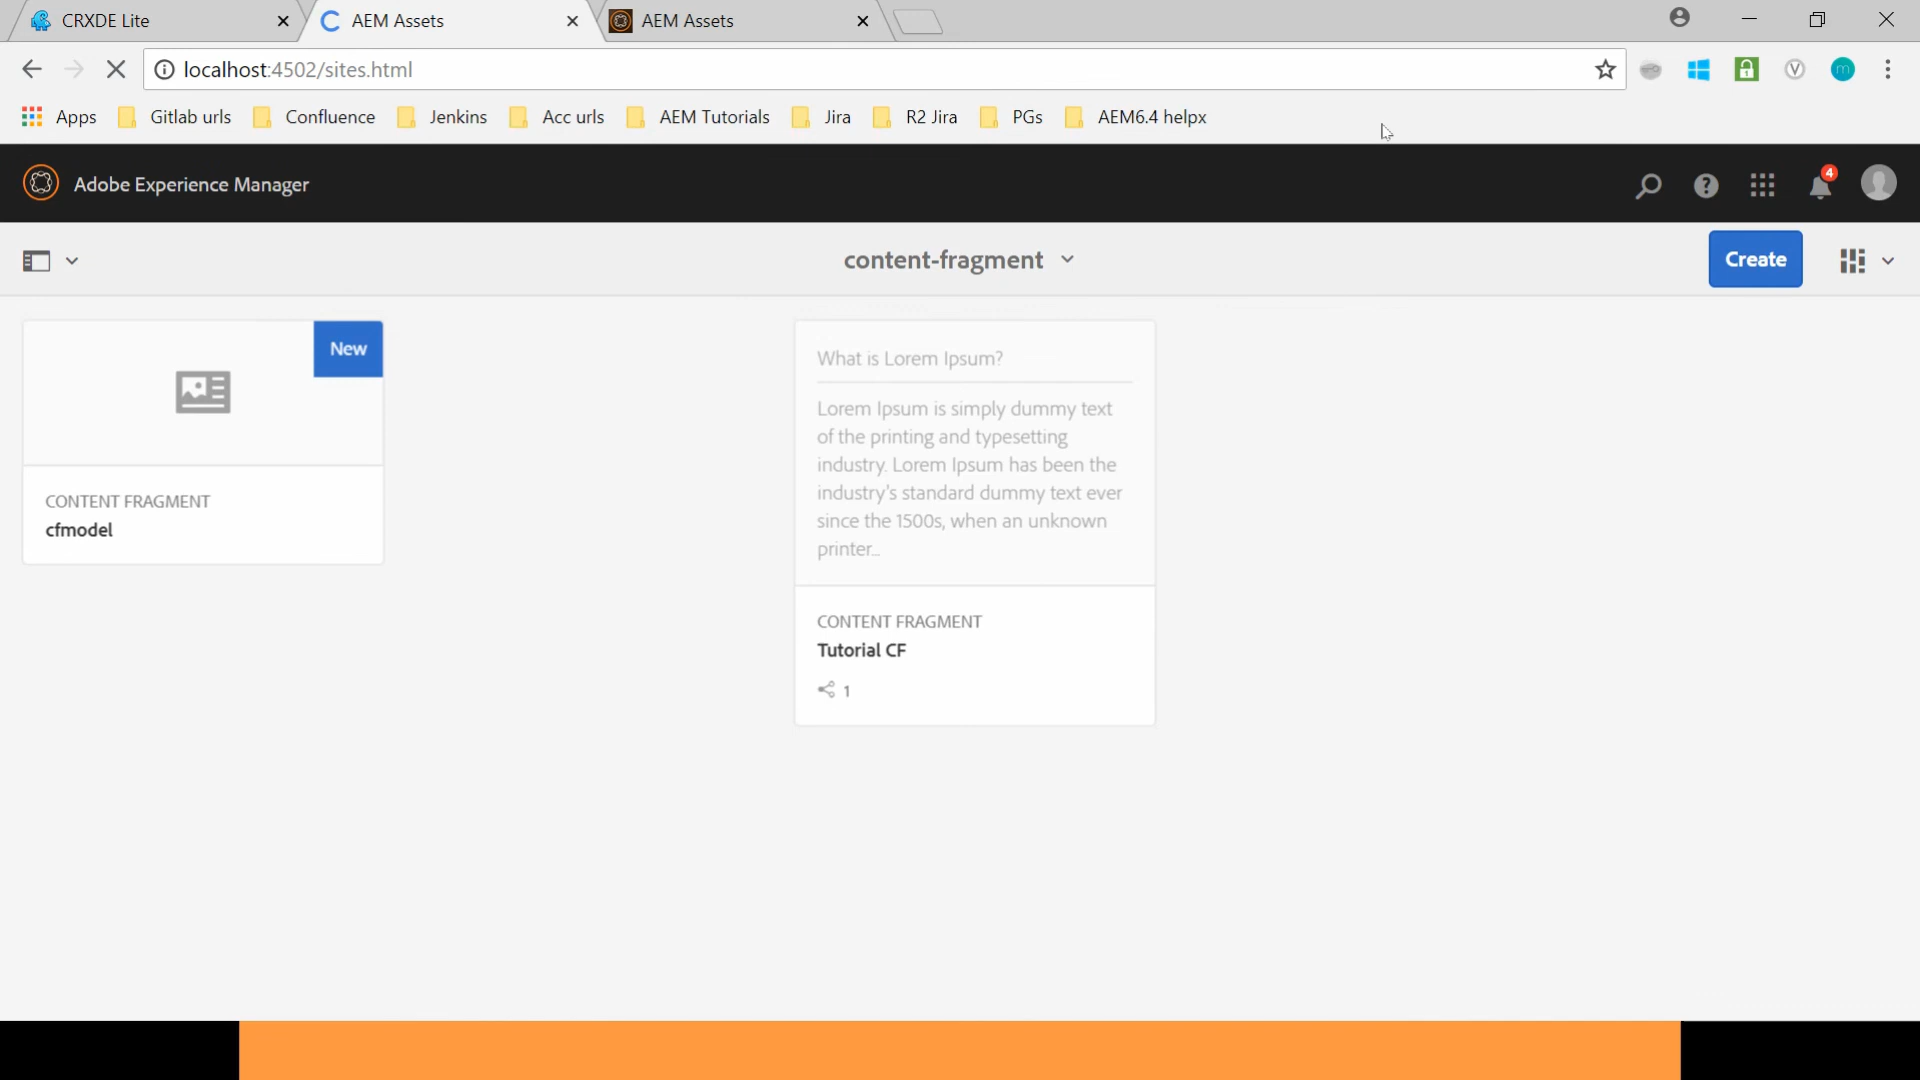 CRXDE Lite
AEM Assets
AEM Assets
localhost:4502/sites.html
V
m
Apps
Gitlab urls
Confluence
Jenkins
Acc urls
AEM Tutorials
Jira
R2 Jira
PGs
AEM6.4 helpx
Adobe Experience Manager
?
4
content-fragment
Create
New
CONTENT FRAGMENT
cfmodel
What is Lorem Ipsum?
Lorem Ipsum is simply dummy text
of the printing and typesetting
industry. Lorem Ipsum has been the
industry's standard dummy text ever
since the 1500s, when an unknown
printer...
CONTENT FRAGMENT
Tutorial CF
1